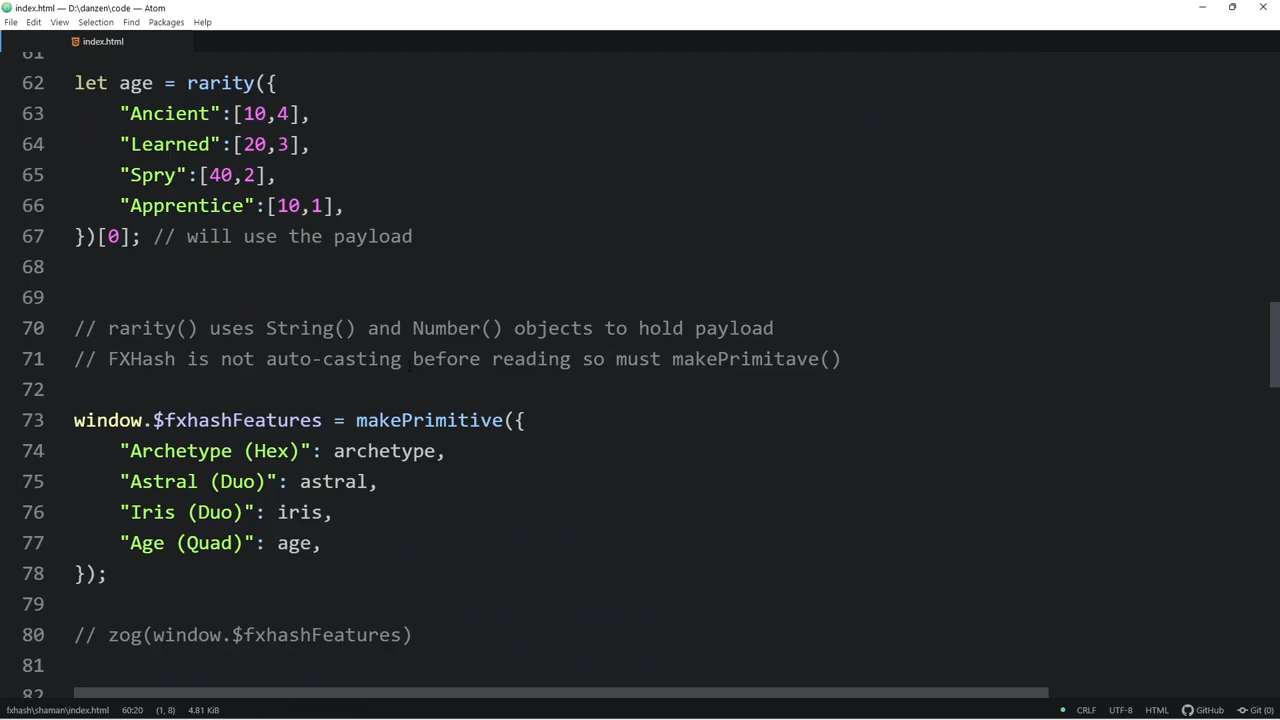 index.html — D:\danzen\code — Atom
File Edit View Selection Find Packages Help
index.html
61
62 let age = rarity({
63 "Ancient":[10,4],
64 "Learned":[20,3],
65 "Spry":[40,2],
66 "Apprentice":[10,1],
67 })[0]; // will use the payload
68
69
70 // rarity() uses String() and Number() objects to hold payload
71 // FXHash is not auto-casting before reading so must makePrimitave()
72
73 window.$fxhashFeatures = makePrimitive({
74 "Archetype (Hex)": archetype,
75 "Astral (Duo)": astral,
76 "Iris (Duo)": iris,
77 "Age (Quad)": age,
78 });
79
80 // zog(window.$fxhashFeatures)
81
82
fxhash\shaman\index.html 60:20 (1, 8) 4.81 KiB CRLF UTF-8 HTML GitHub Git (0)